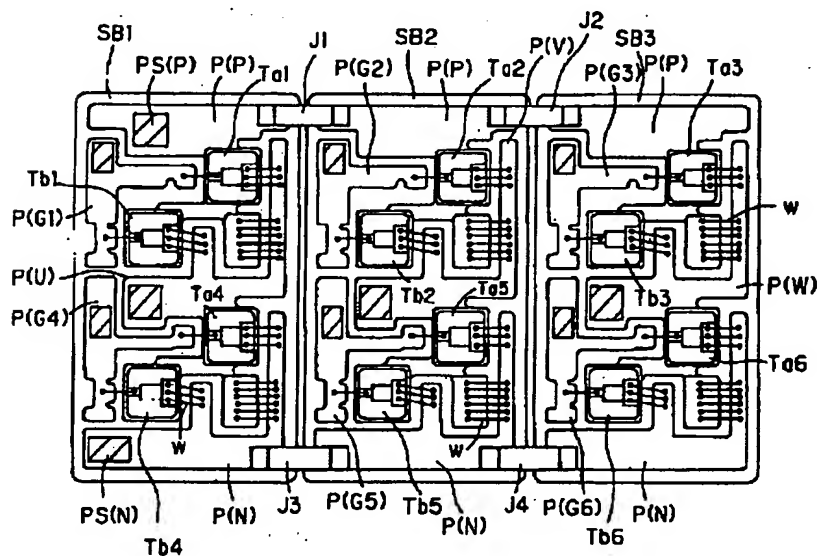 SB1
PS(P)
P(P)
Ta1
J1
P(G2)
SB2
P(P)
Ta2
P(V)
J2
P(G3)
SB3
P(P)
Ta3
Tb1
P(G1)
P(U)
P(G4)
Ta4
Tb2
Ta5
Tb3
W
P(W)
Ta6
W
W
PS(N)
Tb4
P(N)
J3
P(G5)
Tb5
P(N)
J4
P(G6)
Tb6
P(N)